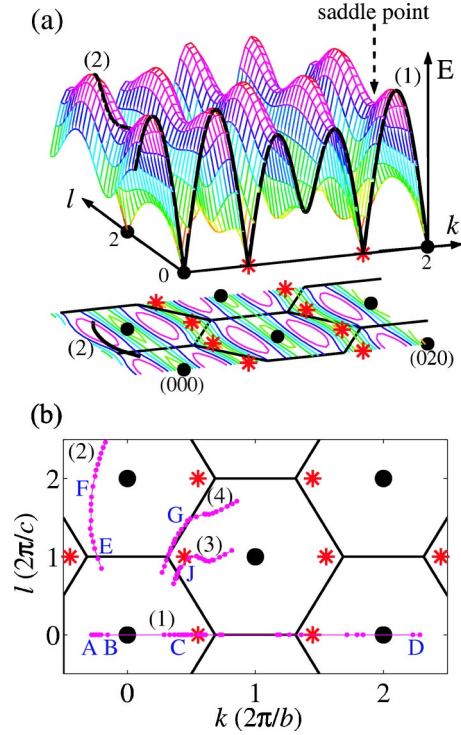 (a)
saddle point
(2)
(1)
E
l
2
0
k
2
(2)
(000)
(020)
(b)
(2)
2
F
(4)
G
E
(3)
1
J
l (2π/c)
(1)
0
A B C D
0 1 2
k (2π/b)